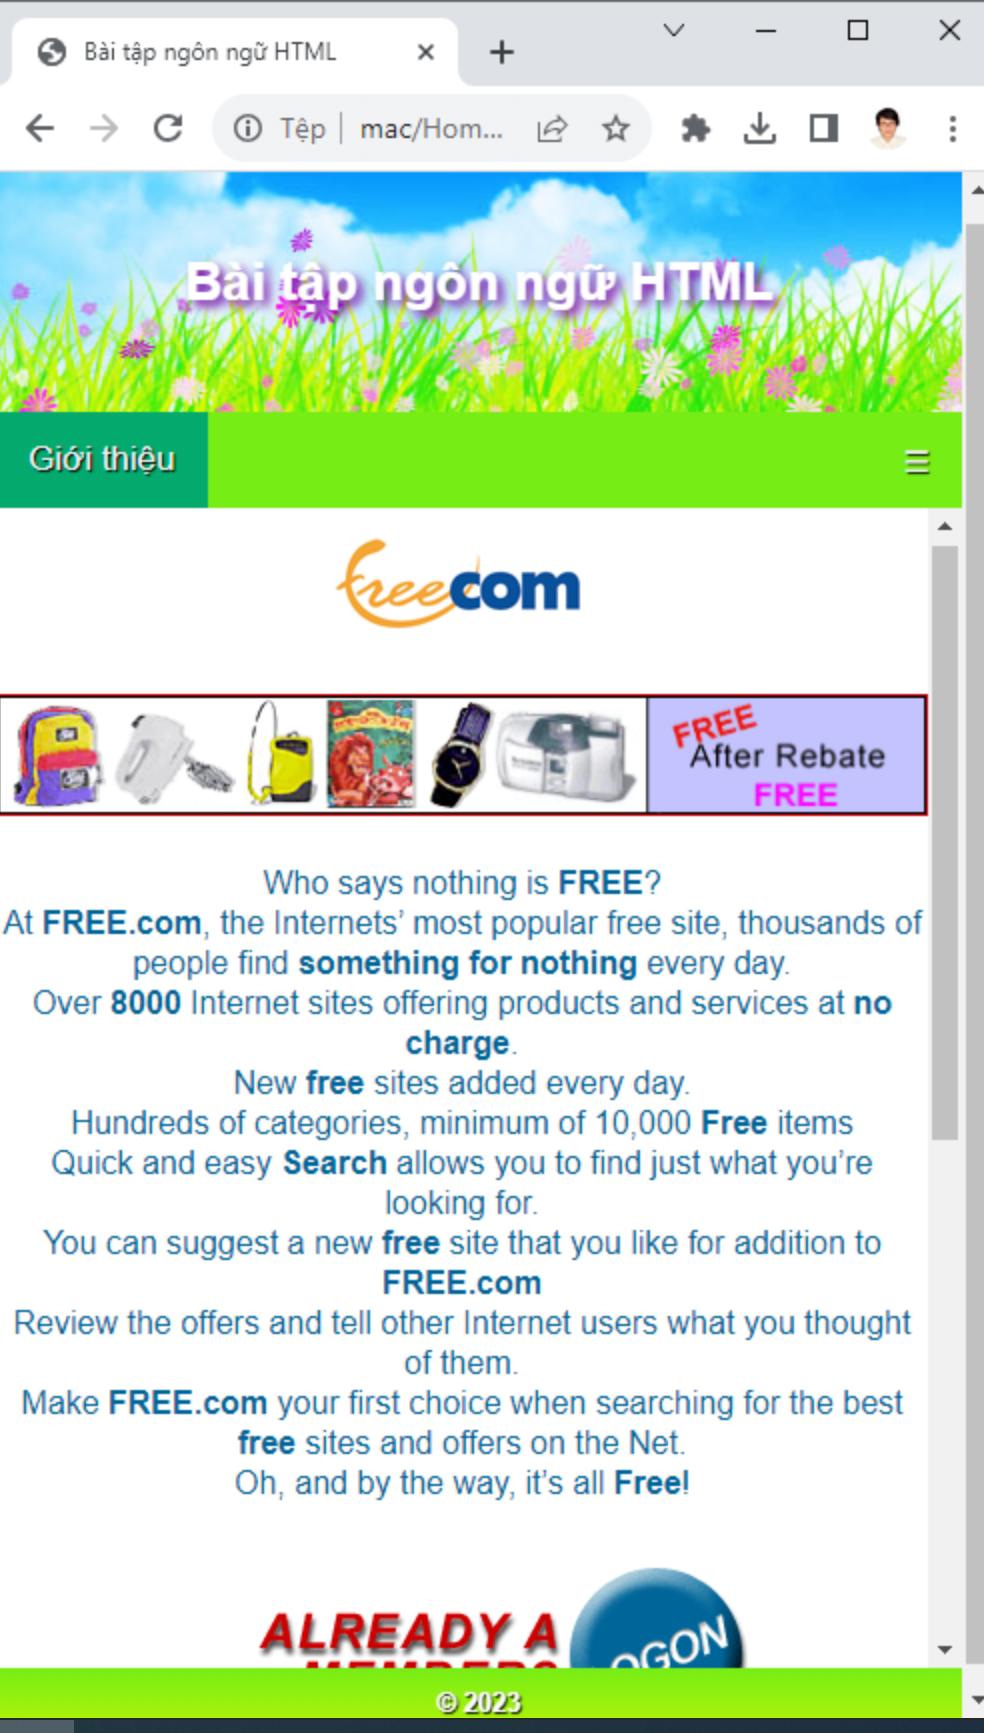 Bài tập ngôn ngữ HTML
Tệp mac/Hom...
Bài tập ngôn ngữ HTML
Giới thiệu
freecom
FREE
After Rebate
FREE
Who says nothing is FREE?
At FREE.com, the Internets’ most popular free site, thousands of
people find something for nothing every day.
Over 8000 Internet sites offering products and services at no
charge.
New free sites added every day.
Hundreds of categories, minimum of 10,000 Free items
Quick and easy Search allows you to find just what you’re
looking for.
You can suggest a new free site that you like for addition to
FREE.com
Review the offers and tell other Internet users what you thought
of them.
Make FREE.com your first choice when searching for the best
free sites and offers on the Net.
Oh, and by the way, it’s all Free!
ALREADY A
LOGON
© 2023